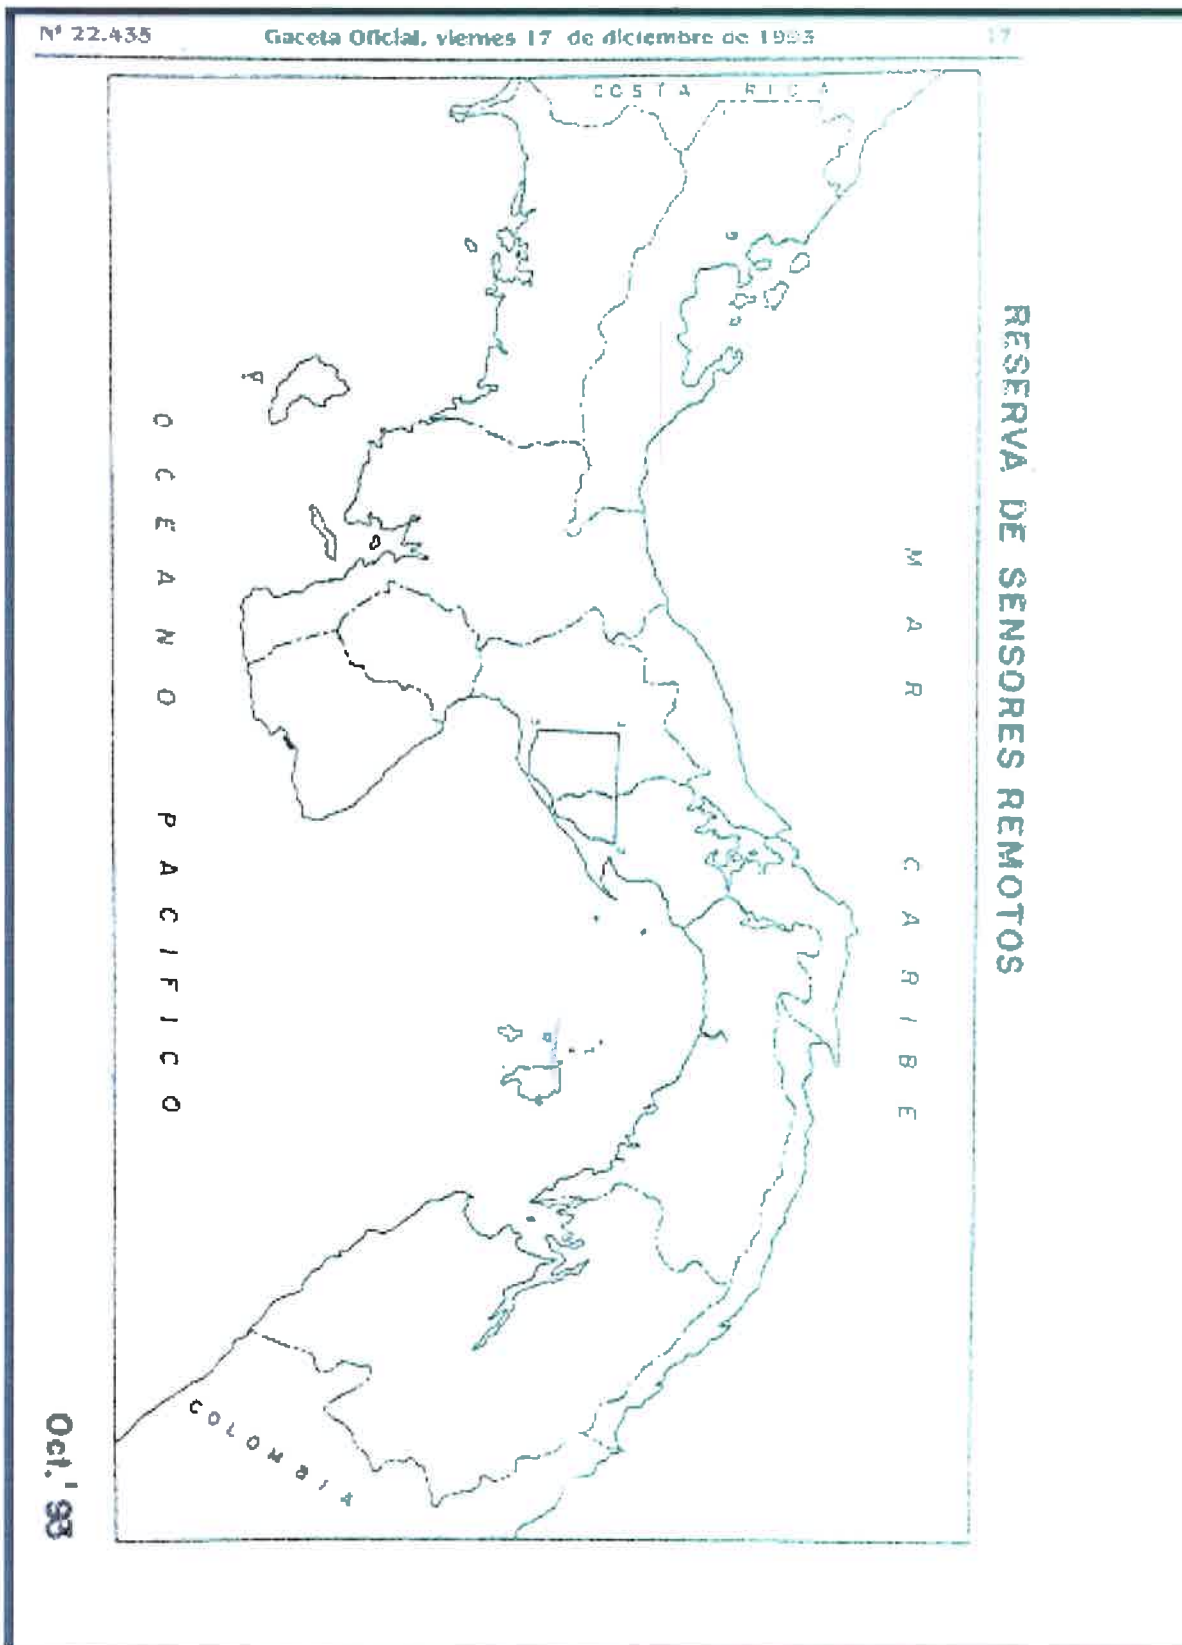 Nº 22.435 Gaceta Oficial, viernes 17 de diciembre de 1993 17
RESERVA DE SENSORES REMOTOS
COSTA RICA
MAR CARIBE
OCEANO PACIFICO
COLOMBIA
Oct.' 93